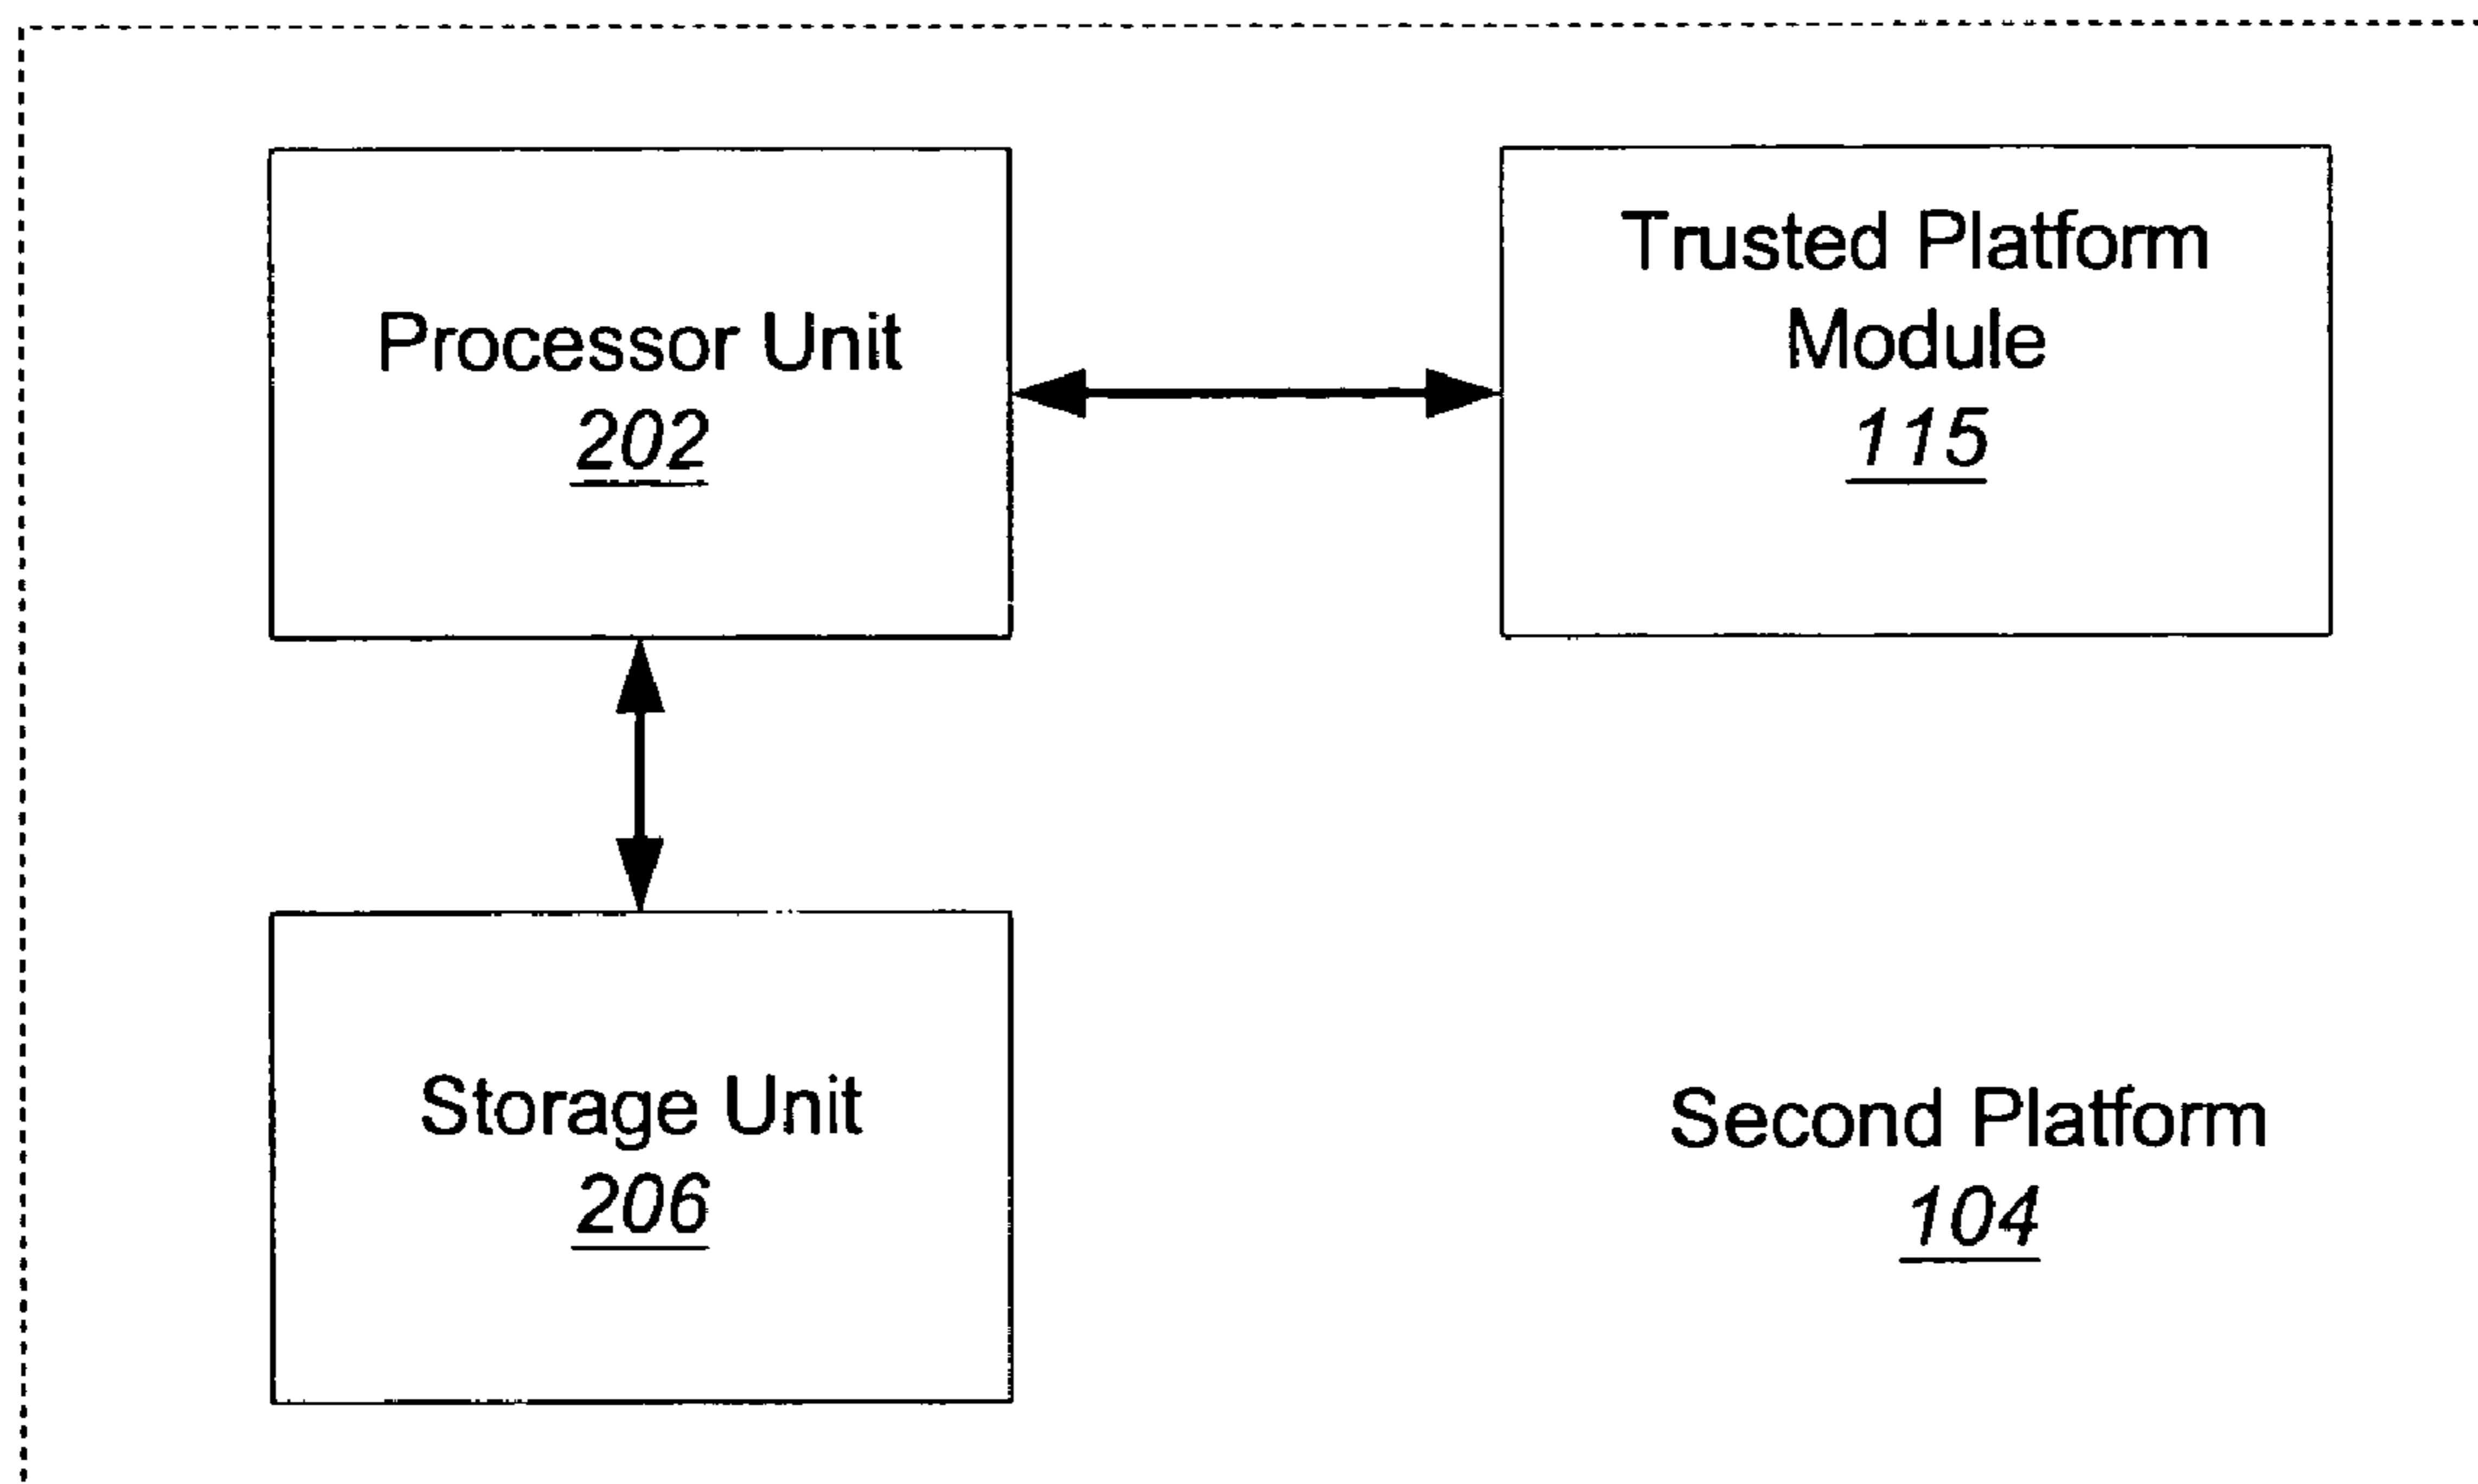 Processor Unit
202
Trusted Platform
Module
115
Storage Unit
206
Second Platform
104